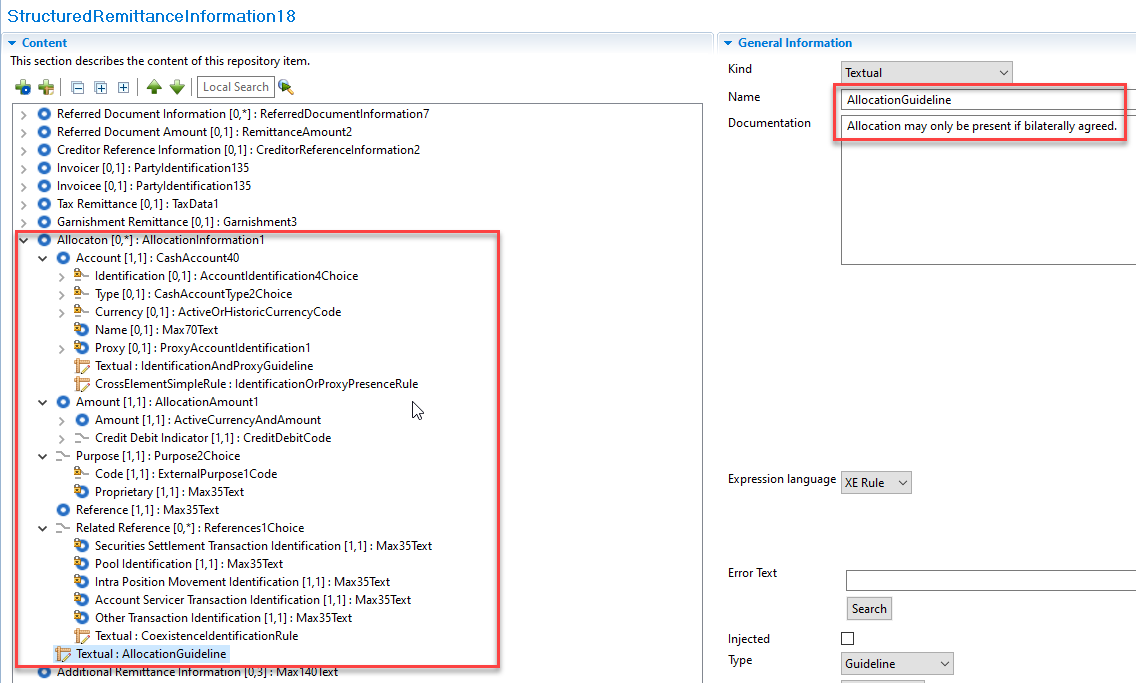 StructuredRemittanceInformation18
Content
This section describes the content of this repository item.
Local Search
Referred Document Information [0,*] : ReferredDocumentInformation7
Referred Document Amount [0,1] : RemittanceAmount2
Creditor Reference Information [0,1] : CreditorReferenceInformation2
Invoicer [0,1] : PartyIdentification135
Invoicee [0,1] : PartyIdentification135
Tax Remittance [0,1] : TaxData1
Garnishment Remittance [0,1] : Garnishment3
Allocaton [0,*] : AllocationInformation1
Account [1,1] : CashAccount40
Identification [0,1] : AccountIdentification4Choice
Type [0,1] : CashAccountType2Choice
Currency [0,1] : ActiveOrHistoricCurrencyCode
Name [0,1] : Max70Text
Proxy [0,1] : ProxyAccountIdentification1
Textual : IdentificationAndProxyGuideline
CrossElementSimpleRule : IdentificationOrProxyPresenceRule
Amount [1,1] : AllocationAmount1
Amount [1,1] : ActiveCurrencyAndAmount
Credit Debit Indicator [1,1] : CreditDebitCode
Purpose [1,1] : Purpose2Choice
Code [1,1] : ExternalPurpose1Code
Proprietary [1,1] : Max35Text
Reference [1,1] : Max35Text
Related Reference [0,*] : References1Choice
Securities Settlement Transaction Identification [1,1] : Max35Text
Pool Identification [1,1] : Max35Text
Intra Position Movement Identification [1,1] : Max35Text
Account Servicer Transaction Identification [1,1] : Max35Text
Other Transaction Identification [1,1] : Max35Text
Textual : CoexistenceIdentificationRule
Textual : AllocationGuideline
Additional Remittance Information [0,3] : Max140Text
General Information
Kind
Textual
Name
AllocationGuideline
Documentation
Allocation may only be present if bilaterally agreed.
Expression language
XE Rule
Error Text
Search
Injected
Type
Guideline